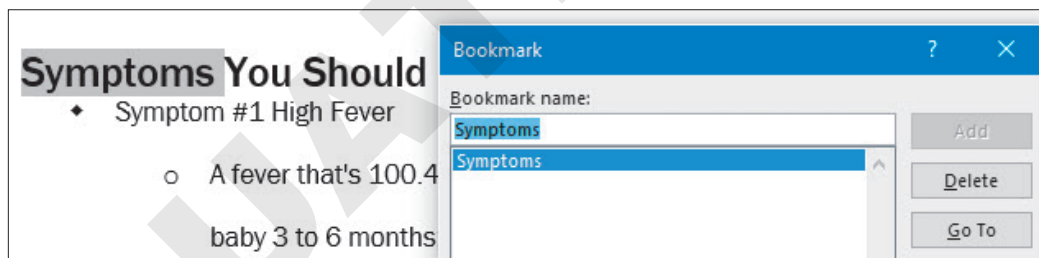 Bookmark ? ×
Symptoms You Should
Bookmark name:
◆ Symptom #1 High Fever
Symptoms Add
Symptoms
○ A fever that's 100.4
Delete
baby 3 to 6 months
Go To